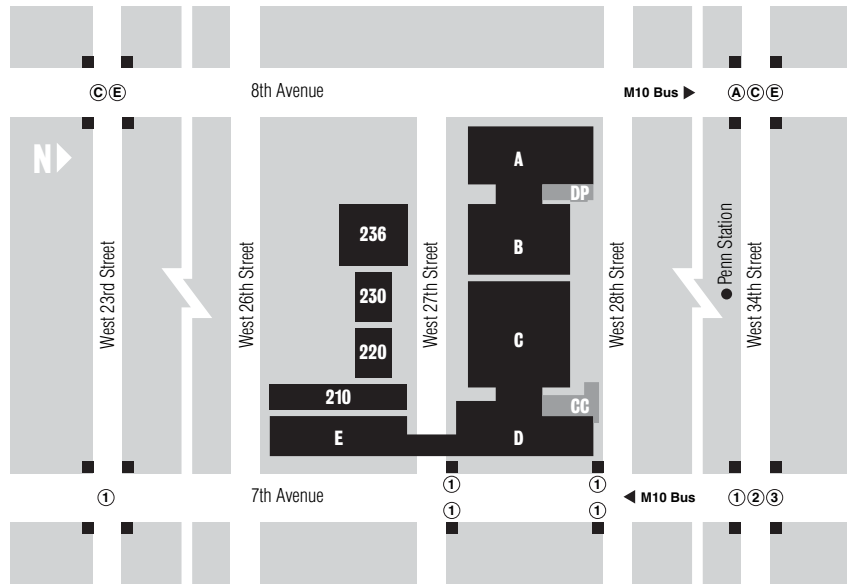 Ⓒ Ⓔ
8th Avenue
M10 Bus
Ⓐ Ⓒ Ⓔ
N
A
DP
236
B
West 23rd Street
West 26th Street
West 27th Street
West 28th Street
Penn Station
West 34th Street
230
C
220
210
CC
E
D
①
①
①
7th Avenue
M10 Bus
①
① ② ③
①
①